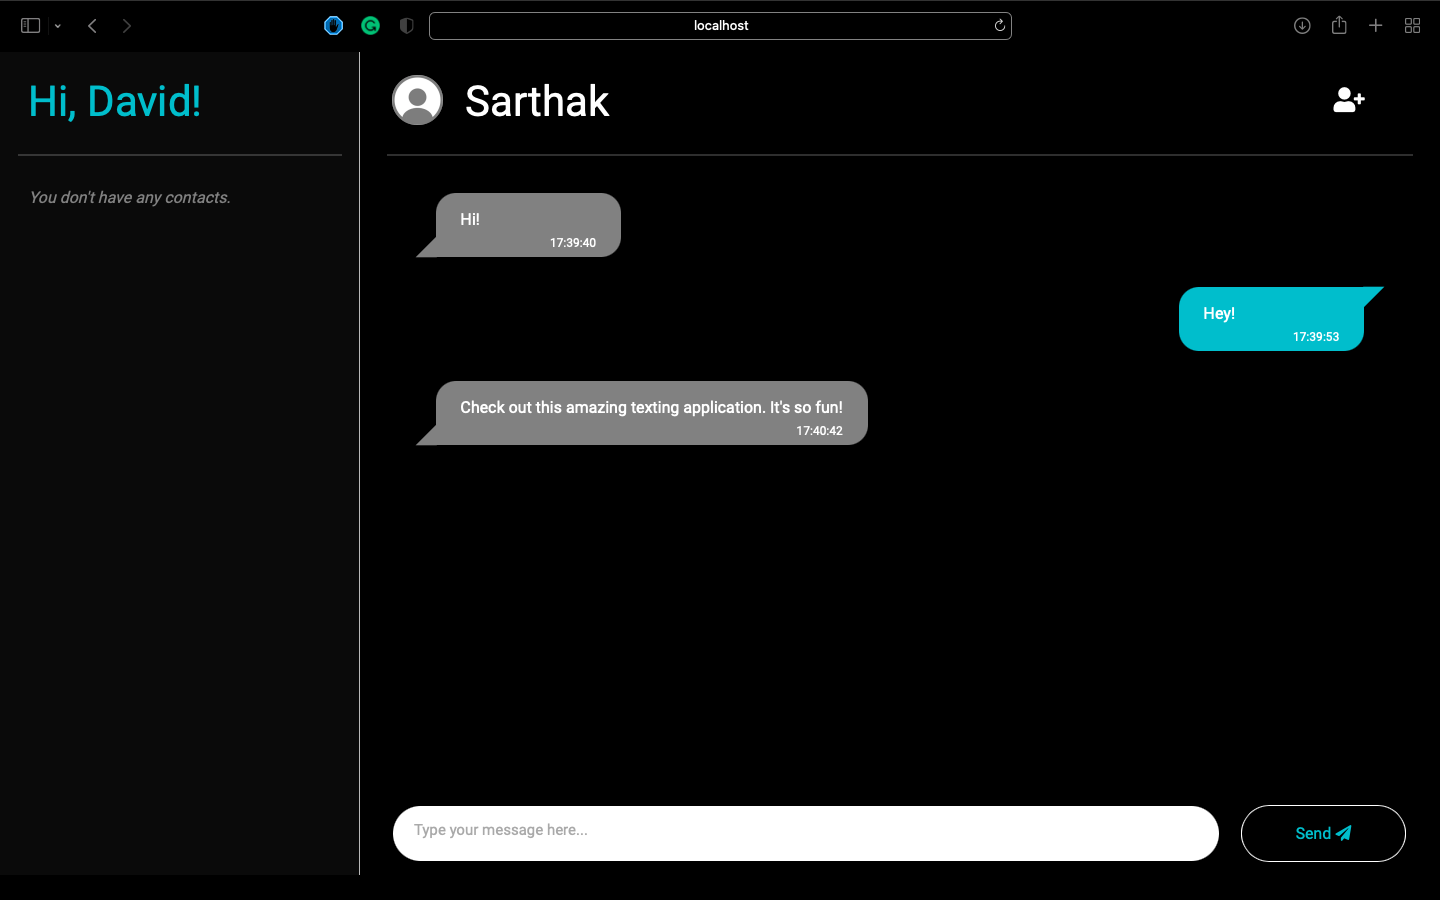 localhost
Hi, David!
You don't have any contacts.
Sarthak
Hi!
17:39:40
Hey!
17:39:53
Check out this amazing texting application. It's so fun!
17:40:42
Type your message here...
Send